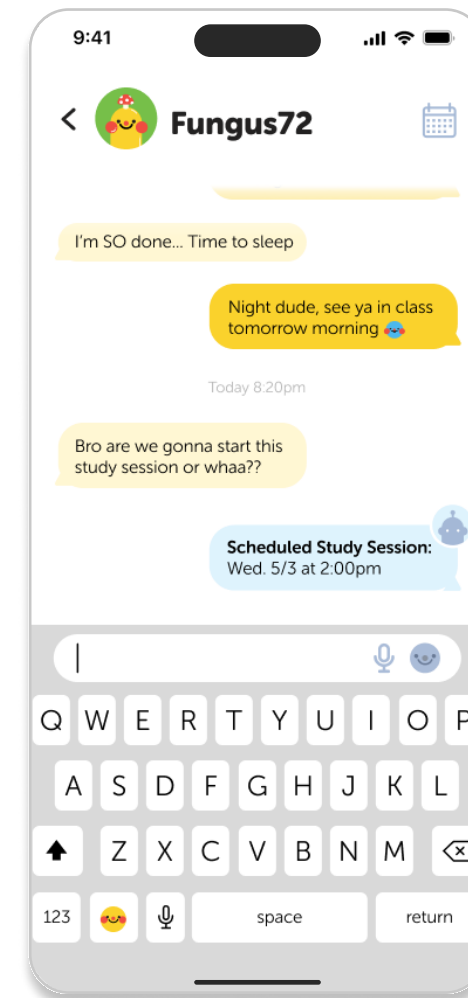 9:41
Fungus72
I'm SO done... Time to sleep
Night dude, see ya in class
tomorrow morning
Today 8:20pm
Bro are we gonna start this
study session or whaa??
Scheduled Study Session:
Wed. 5/3 at 2:00pm
Q W E R T Y U I O P
A S D F G H J K L
Z X C V B N M
123 space return